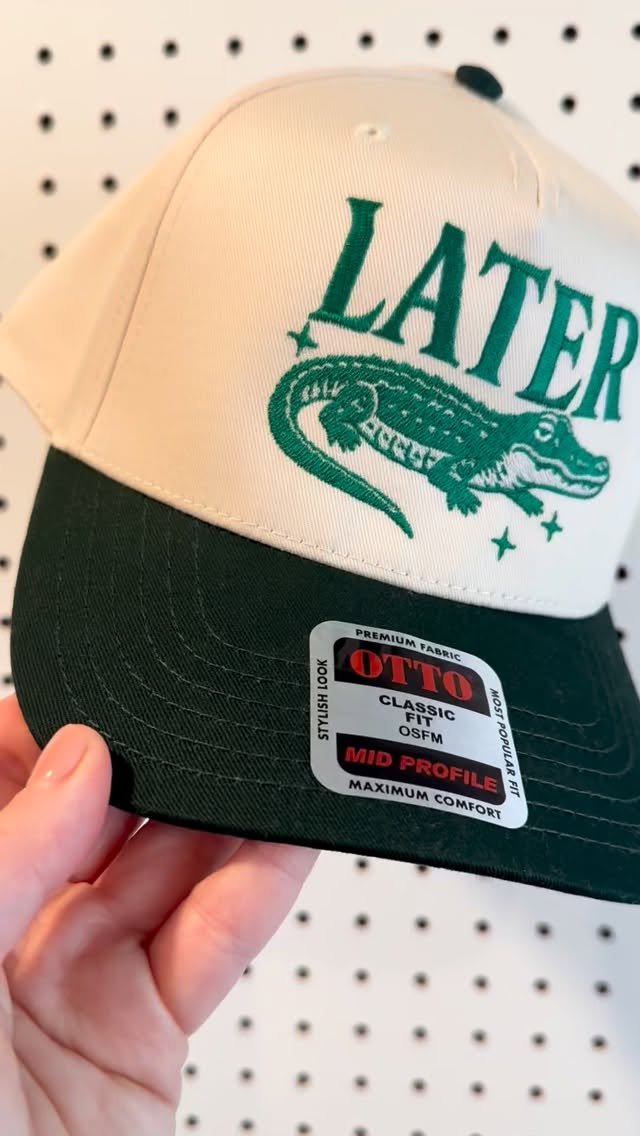 LATER
PREMIUM FABRIC
OTTO
STYLISH LOOK
CLASSIC
FIT
OSFM
MOST POPULAR FIT
MID PROFILE
MAXIMUM COMFORT